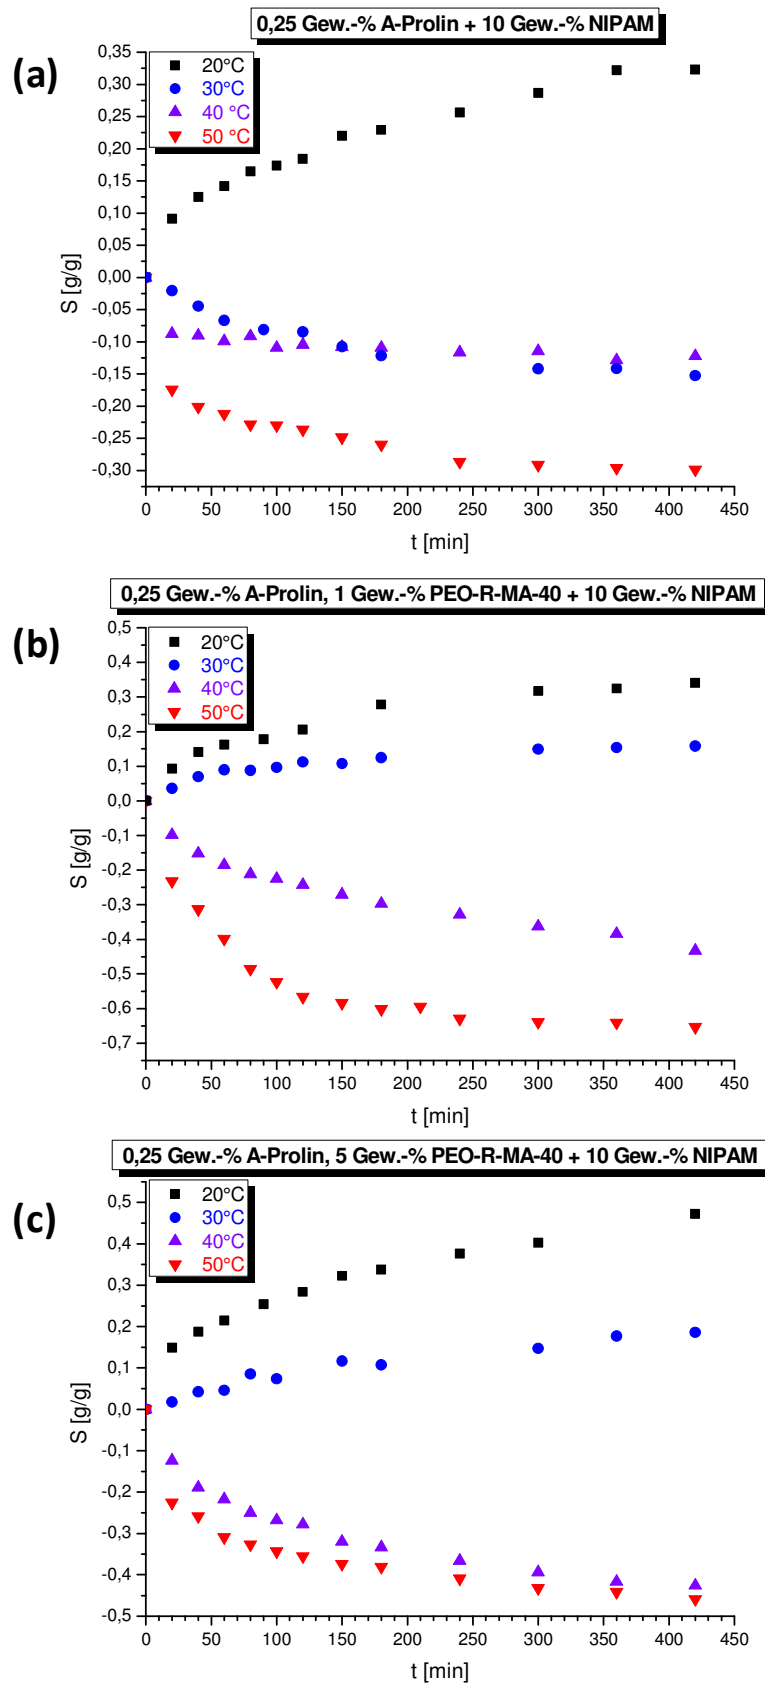 0,25 Gew.-% A-Prolin + 10 Gew.-% NIPAM
(a)
20°C
30°C
40 °C
50 °C
0,35
0,30
0,25
0,20
0,15
0,10
0,05
0,00
-0,05
-0,10
-0,15
-0,20
-0,25
-0,30
S [g/g]
0 50 100 150 200 250 300 350 400 450
t [min]
0,25 Gew.-% A-Prolin, 1 Gew.-% PEO-R-MA-40 + 10 Gew.-% NIPAM
(b)
20°C
30°C
40°C
50°C
0,5
0,4
0,3
0,2
0,1
0,0
-0,1
-0,2
-0,3
-0,4
-0,5
-0,6
-0,7
S [g/g]
0 50 100 150 200 250 300 350 400 450
t [min]
0,25 Gew.-% A-Prolin, 5 Gew.-% PEO-R-MA-40 + 10 Gew.-% NIPAM
(c)
20°C
30°C
40°C
50°C
0,5
0,4
0,3
0,2
0,1
0,0
-0,1
-0,2
-0,3
-0,4
-0,5
S [g/g]
0 50 100 150 200 250 300 350 400 450
t [min]